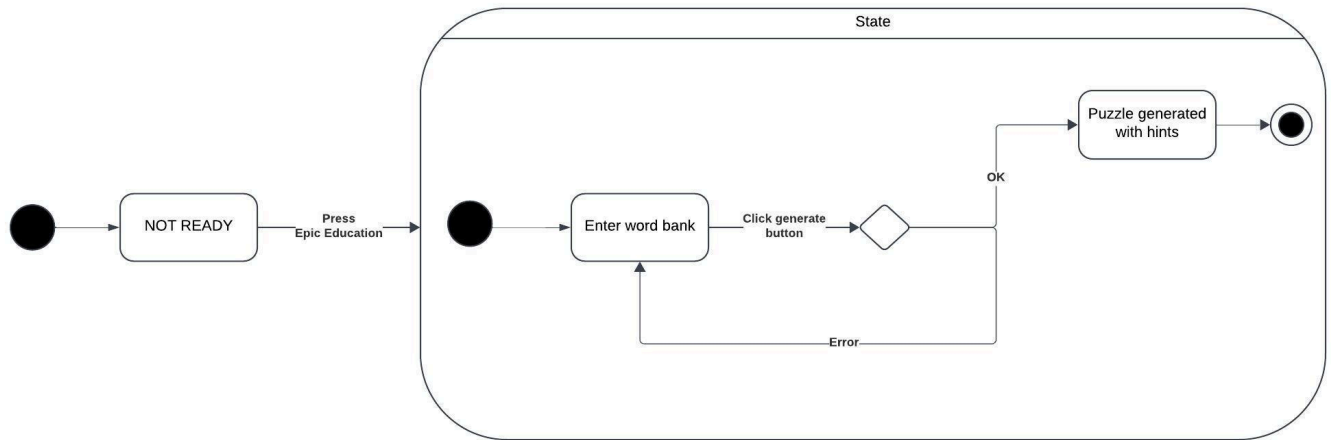 State
Puzzle generated
with hints
OK
NOT READY
Press
Epic Education
Enter word bank
Click generate
button
Error